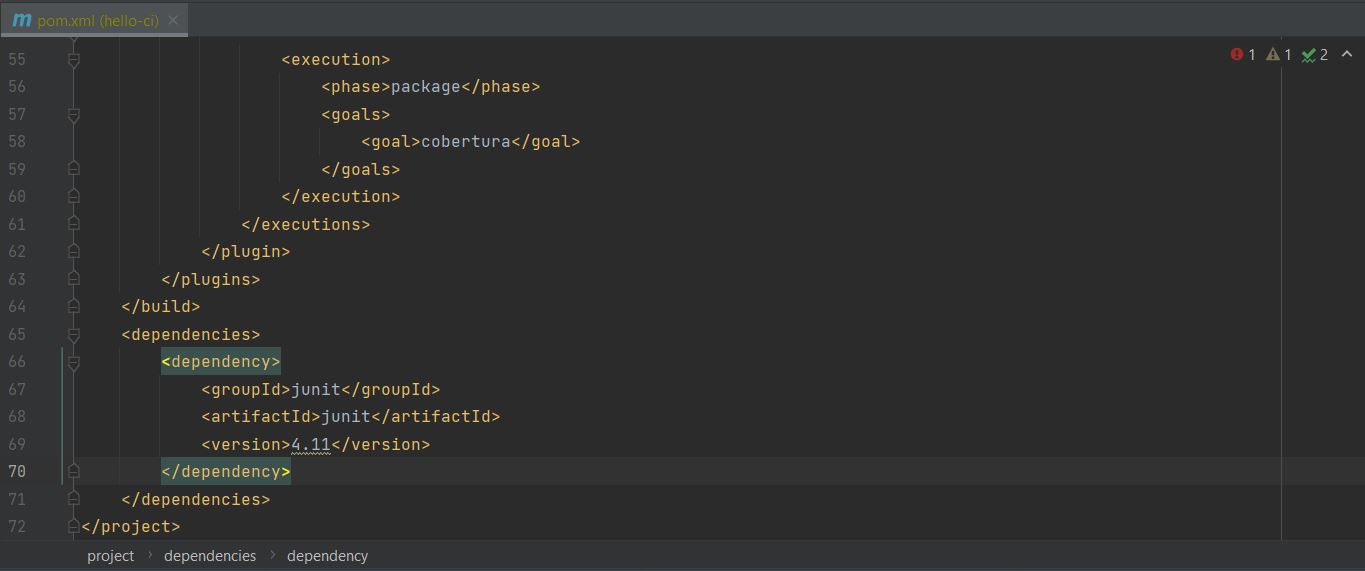 m pom.xml (hello-ci)
1 1 2
55 <execution>
56 <phase>package</phase>
57 <goals>
58 <goal>cobertura</goal>
59 </goals>
60 </execution>
61 </executions>
62 </plugin>
63 </plugins>
64 </build>
65 <dependencies>
66 <dependency>
67 <groupId>junit</groupId>
68 <artifactId>junit</artifactId>
69 <version>4.11</version>
70 </dependency>
71 </dependencies>
72 </project>
project › dependencies › dependency